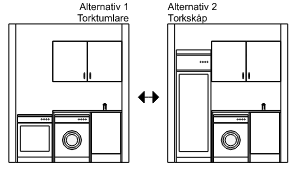 Alternativ 1
Torktumlare
Alternativ 2
Torkskåp